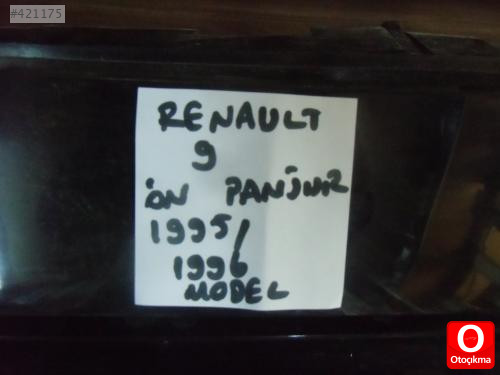 #421175
RENAULT
9
ÖN PANJUR
1995/
1996
MODEL
O
Otoçıkma